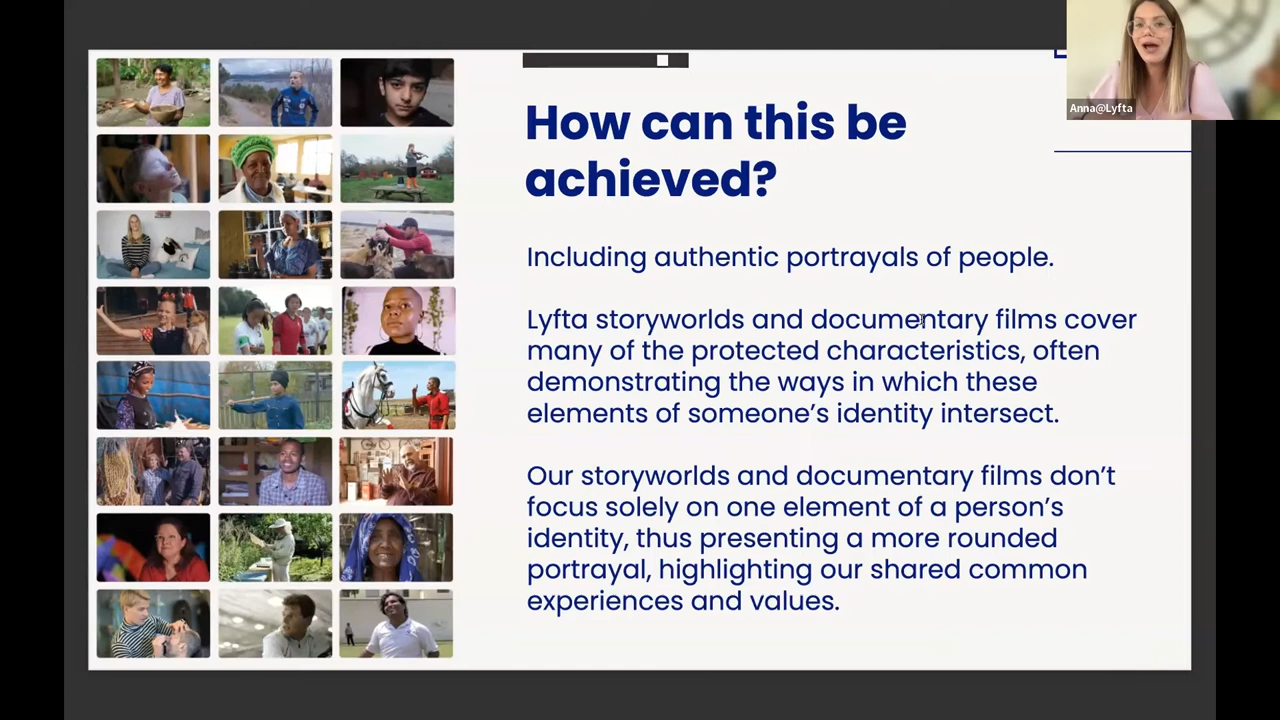 Anna@Lyfta
How can this be
achieved?
Including authentic portrayals of people.
Lyfta storyworlds and documentary films cover
many of the protected characteristics, often
demonstrating the ways in which these
elements of someone's identity intersect.
Our storyworlds and documentary films don't
focus solely on one element of a person's
identity, thus presenting a more rounded
portrayal, highlighting our shared common
experiences and values.